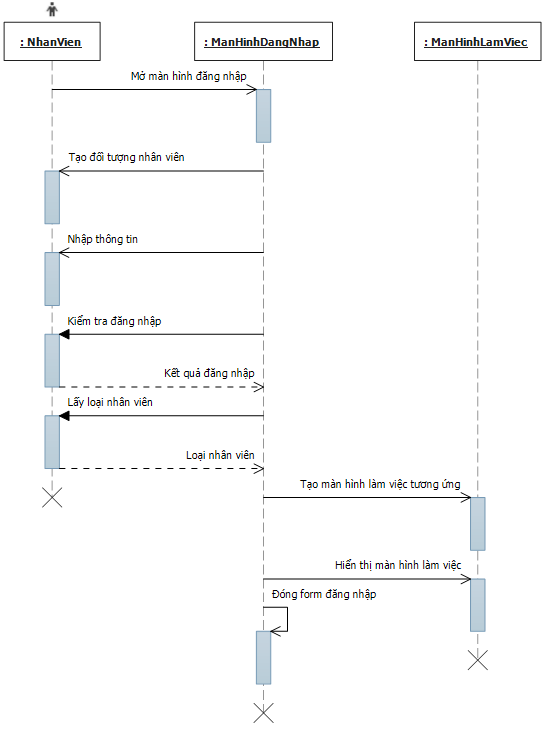 : NhanVien
: ManHinhDangNhap
: ManHinhLamViec
Mở màn hình đăng nhập
Tạo đối tượng nhân viên
Nhập thông tin
Kiểm tra đăng nhập
Kết quả đăng nhập
Lấy loại nhân viên
Loại nhân viên
Tạo màn hình làm việc tương ứng
Hiển thị màn hình làm việc
Đóng form đăng nhập